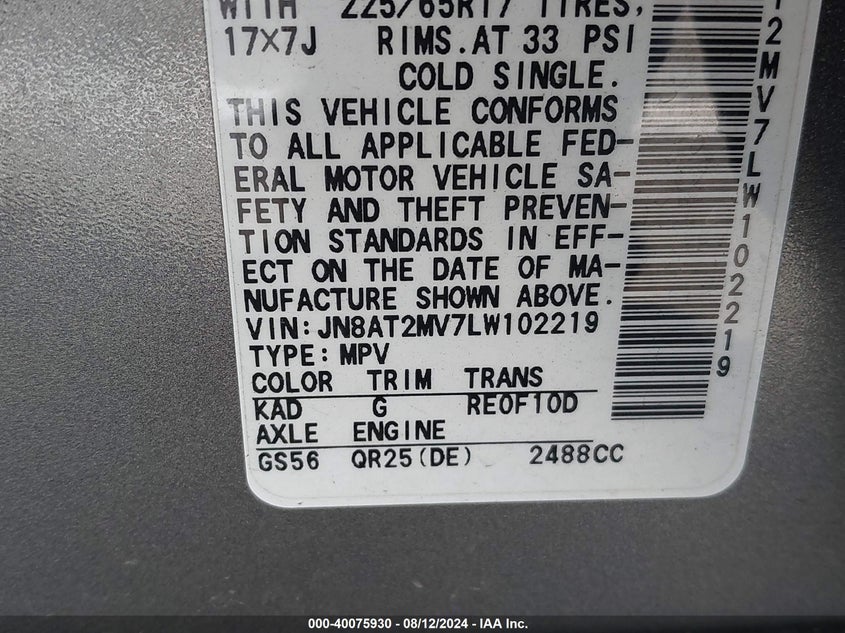 WITH 225/65R17 TIRES,
17X7J RIMS.AT 33 PSI
COLD SINGLE.
THIS VEHICLE CONFORMS
TO ALL APPLICABLE FED-
ERAL MOTOR VEHICLE SA-
FETY AND THEFT PREVEN-
TION STANDARDS IN EFF-
ECT ON THE DATE OF MA-
NUFACTURE SHOWN ABOVE.
VIN:JN8AT2MV7LW102219
TYPE:MPV
COLOR TRIM TRANS
KAD G RE0F10D
AXLE ENGINE
GS56 QR25(DE) 2488CC
2MV7LW102219
000-40075930 - 08/12/2024 - IAA Inc.